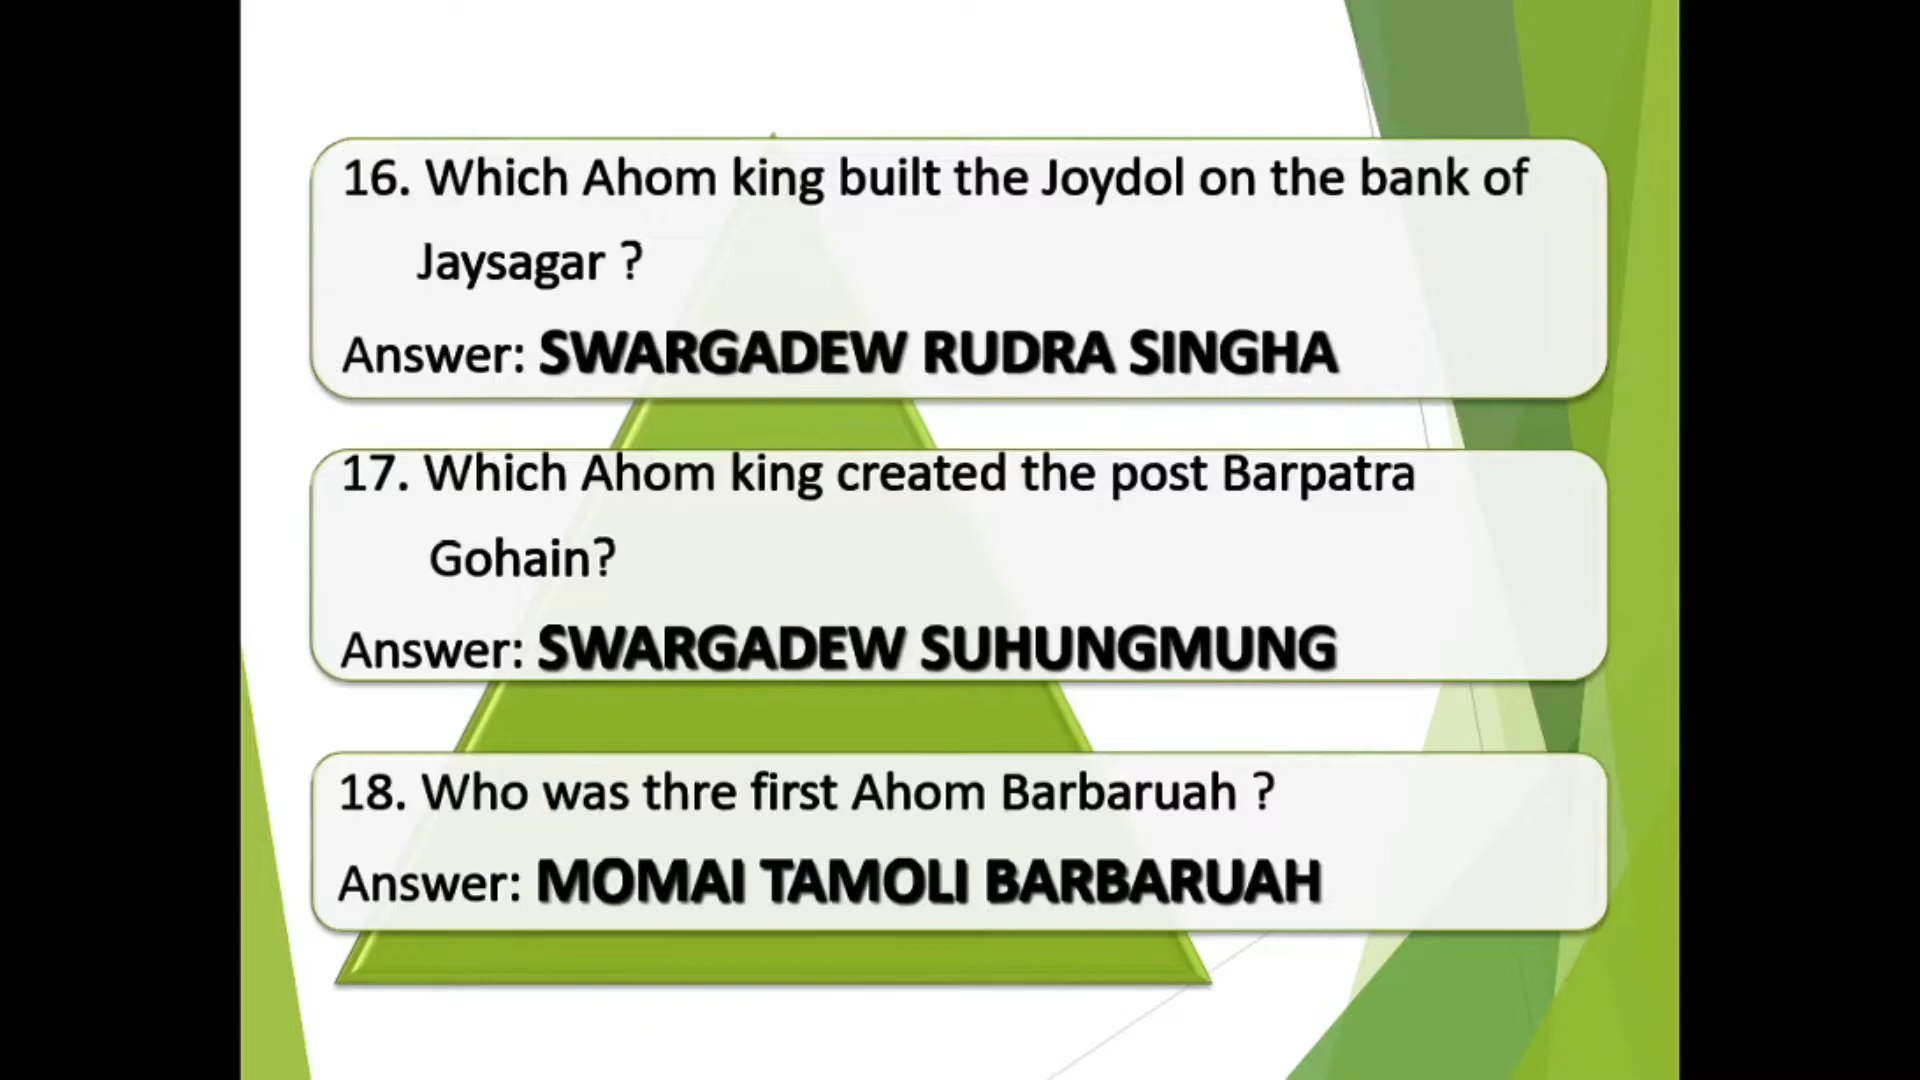 16. Which Ahom king built the Joydol on the bank of
Jaysagar ?
Answer: SWARGADEW RUDRA SINGHA
17. Which Ahom king created the post Barpatra
Gohain?
Answer: SWARGADEW SUHUNGMUNG
18. Who was thre first Ahom Barbaruah ?
Answer: MOMAI TAMOLI BARBARUAH